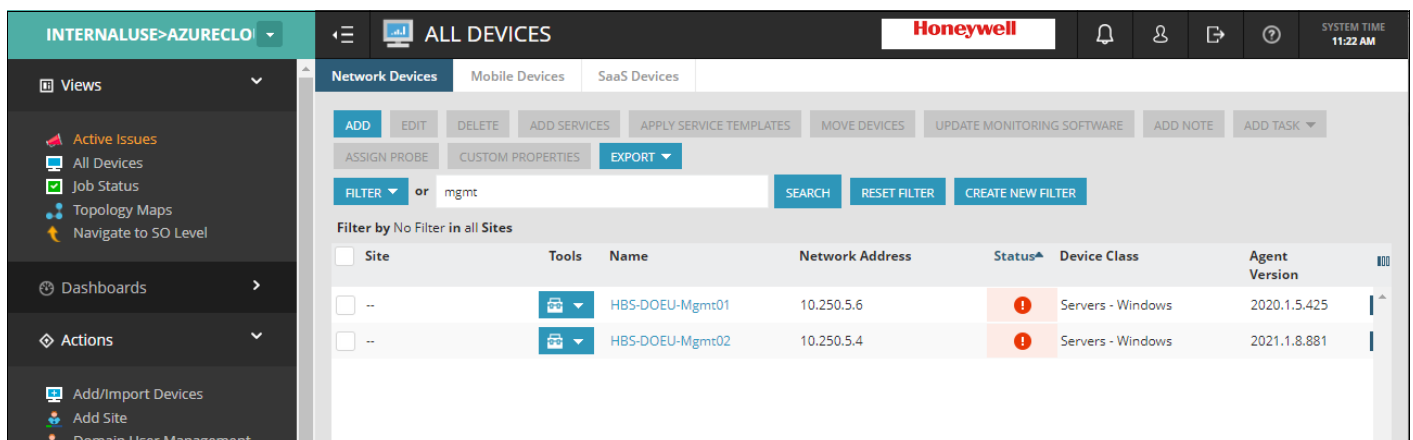 INTERNALUSE>AZURECLO
ALL DEVICES
Honeywell
SYSTEM TIME
11:22 AM
Views
Active Issues
All Devices
Job Status
Topology Maps
Navigate to SO Level
Dashboards
Actions
Add/Import Devices
Add Site
Domain User Management
Network Devices Mobile Devices SaaS Devices
ADD EDIT DELETE ADD SERVICES APPLY SERVICE TEMPLATES MOVE DEVICES UPDATE MONITORING SOFTWARE ADD NOTE ADD TASK
ASSIGN PROBE CUSTOM PROPERTIES EXPORT
FILTER or mgmt SEARCH RESET FILTER CREATE NEW FILTER
Filter by No Filter in all Sites
Site Tools Name Network Address Status Device Class Agent Version
-- HBS-DOEU-Mgmt01 10.250.5.6 Servers - Windows 2020.1.5.425
-- HBS-DOEU-Mgmt02 10.250.5.4 Servers - Windows 2021.1.8.881